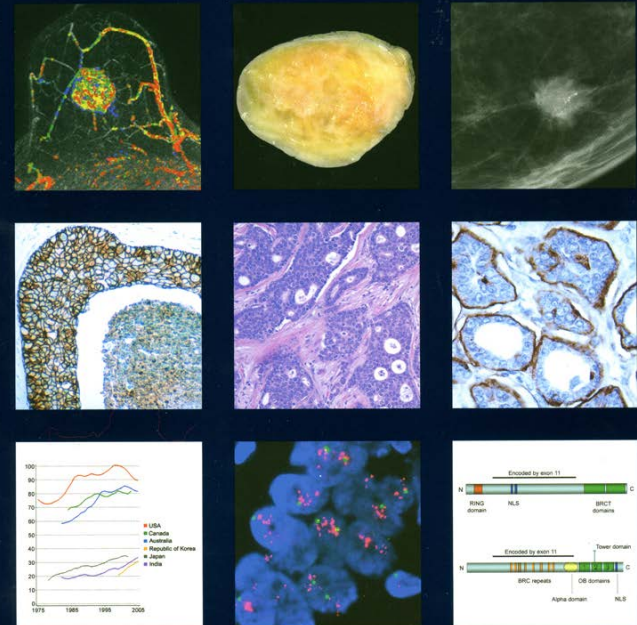 100
90
80
70
60
50
40
30
20
10
0
1975 1985 1995 2005
USA
Canada
Australia
Republic of Korea
Japan
India
Encoded by exon 11
N C
RING domain
NLS
BRCT domains
Tower domain
Encoded by exon 11
N C
BRC repeats
OB domains
Alpha domain
NLS